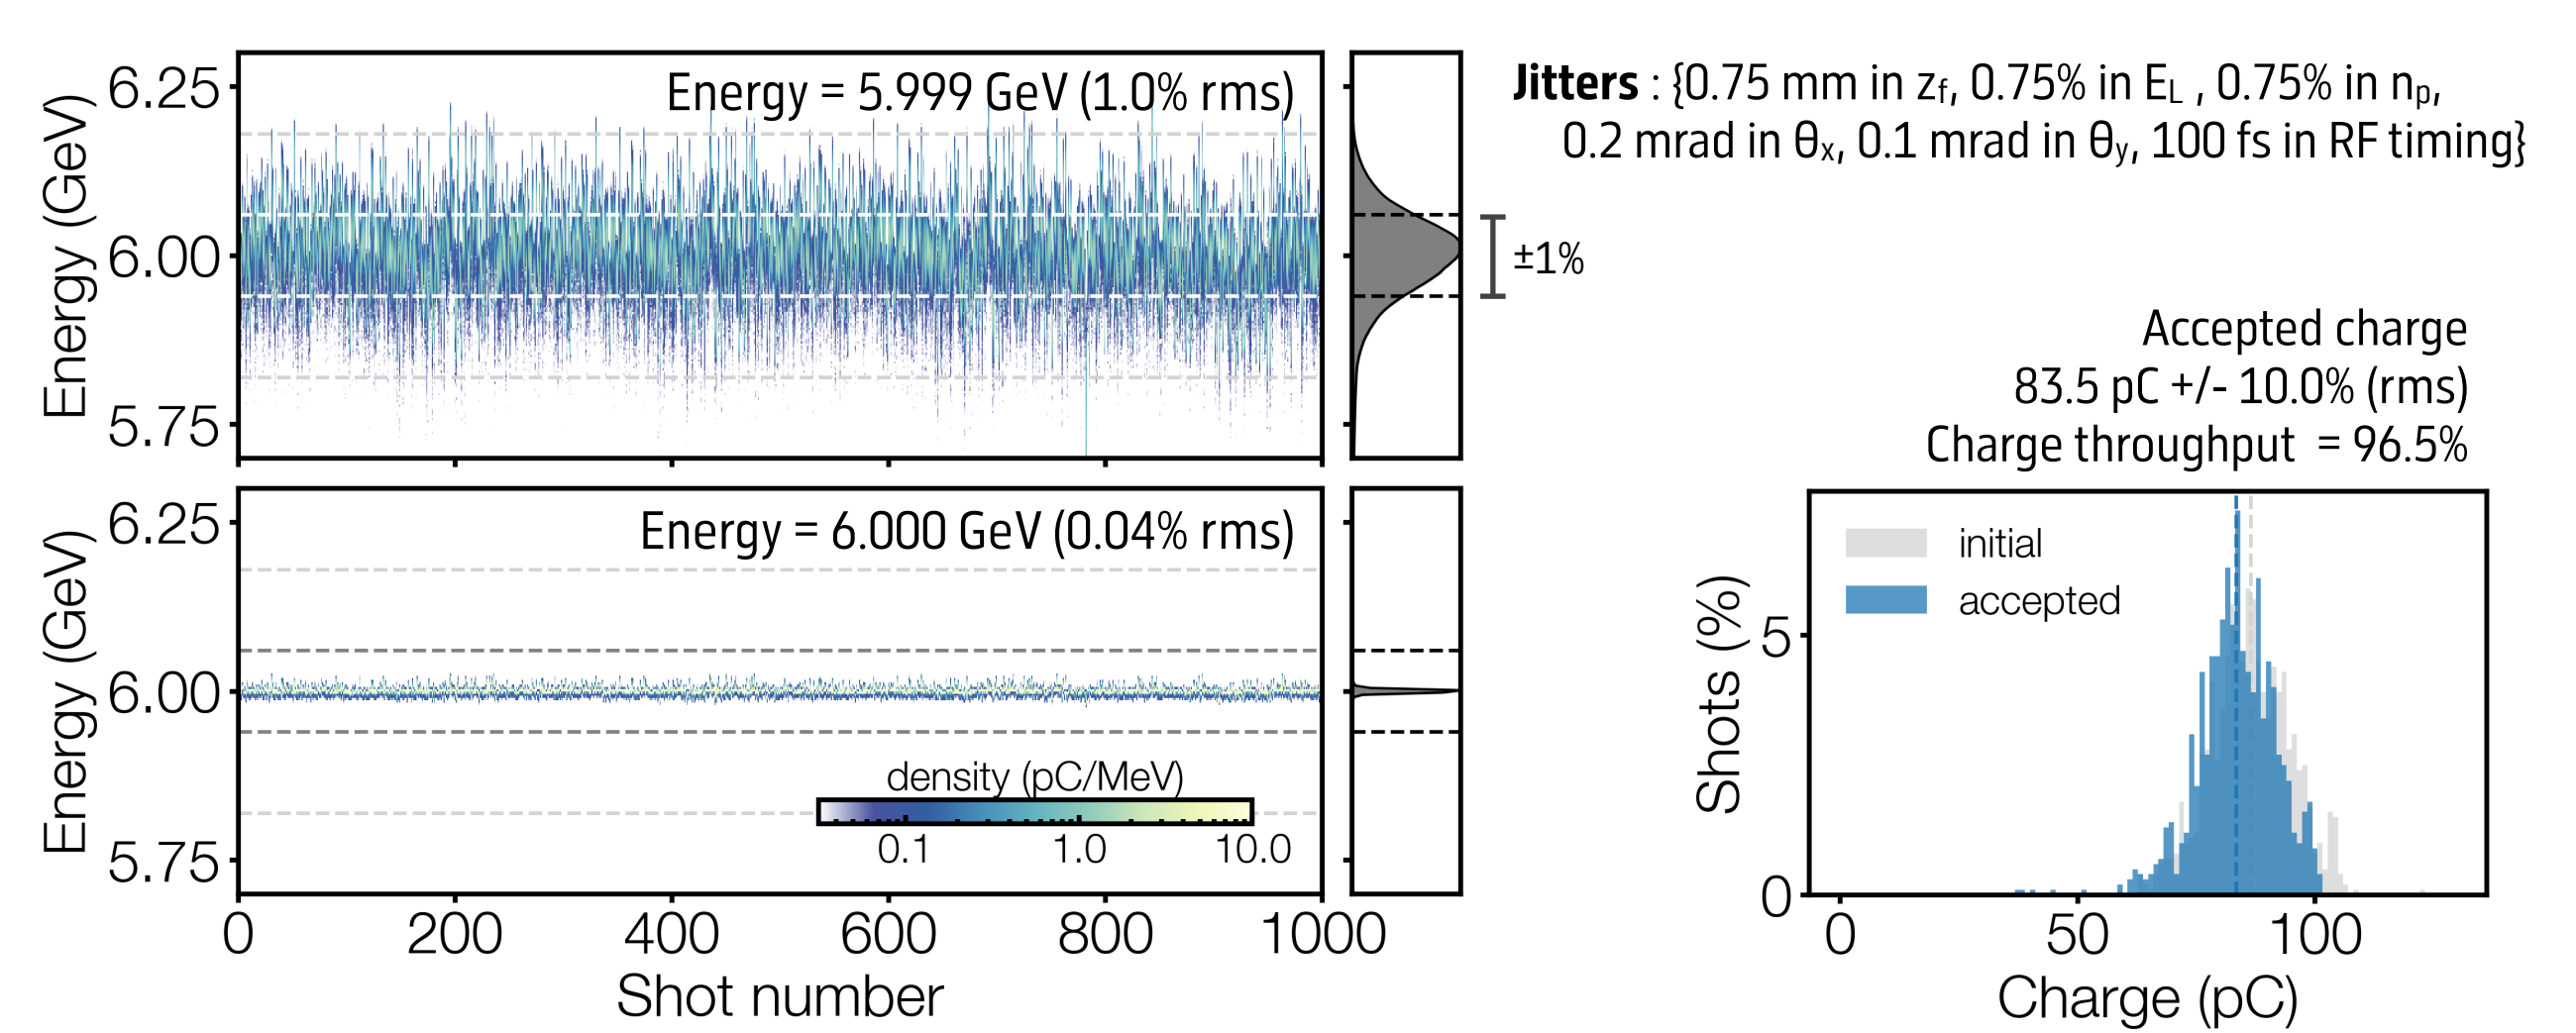 Energy = 5.999 GeV (1.0% rms)
Energy (GeV)
6.25
6.00
5.75
±1%
Jitters : {0.75 mm in zf, 0.75% in EL , 0.75% in np,
0.2 mrad in θx, 0.1 mrad in θy, 100 fs in RF timing}
Energy = 6.000 GeV (0.04% rms)
Energy (GeV)
6.25
6.00
5.75
density (pC/MeV)
0.1 1.0 10.0
0 200 400 600 800 1000
Shot number
Accepted charge
83.5 pC +/- 10.0% (rms)
Charge throughput = 96.5%
initial
accepted
Shots (%)
5
0
0 50 100
Charge (pC)